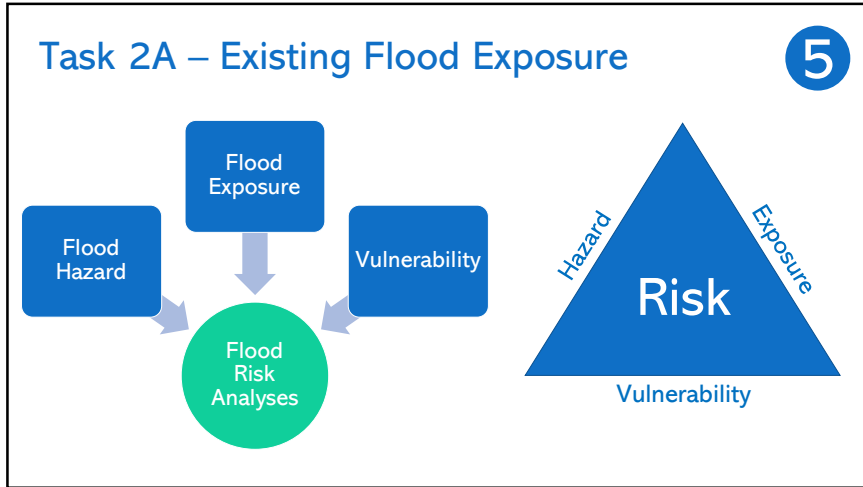 Task 2A – Existing Flood Exposure
5
Flood
Exposure
Flood
Hazard
Vulnerability
Flood
Risk
Analyses
Hazard
Exposure
Risk
Vulnerability